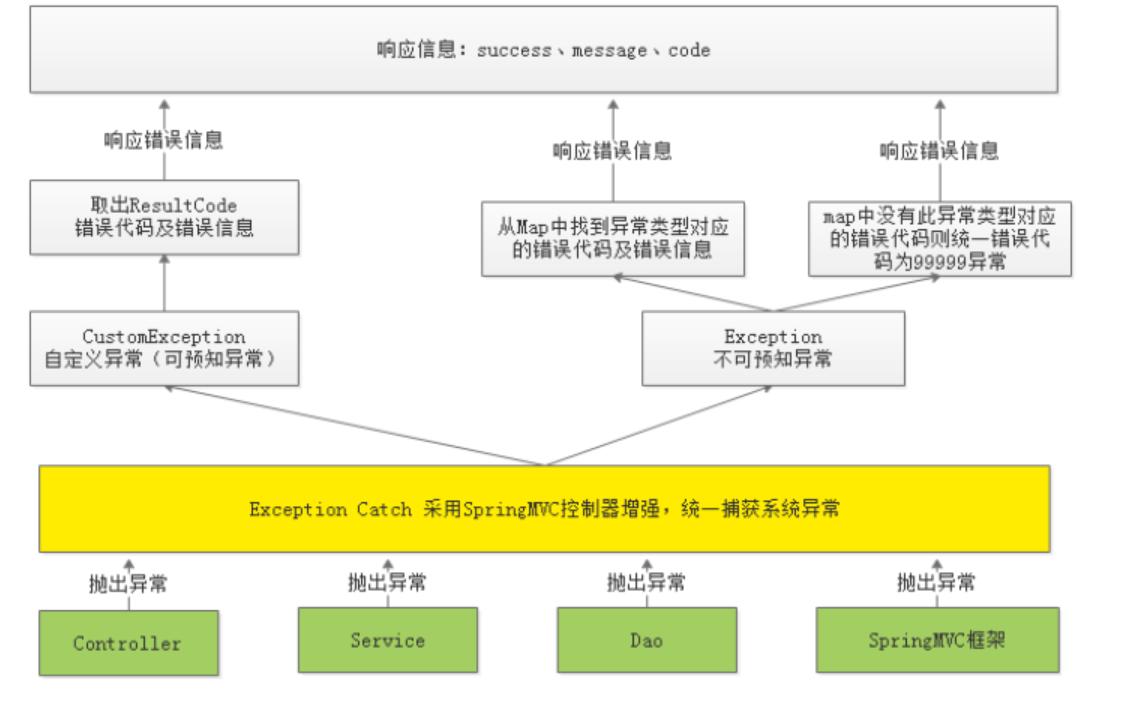 响应信息：success、message、code
响应错误信息
响应错误信息
响应错误信息
取出ResultCode
错误代码及错误信息
从Map中找到异常类型对应
的错误代码及错误信息
map中没有此异常类型对应
的错误代码则统一错误代
码为99999异常
CustomException
自定义异常（可预知异常）
Exception
不可预知异常
Exception Catch 采用SpringMVC控制器增强，统一捕获系统异常
抛出异常
抛出异常
抛出异常
抛出异常
Controller
Service
Dao
SpringMVC框架